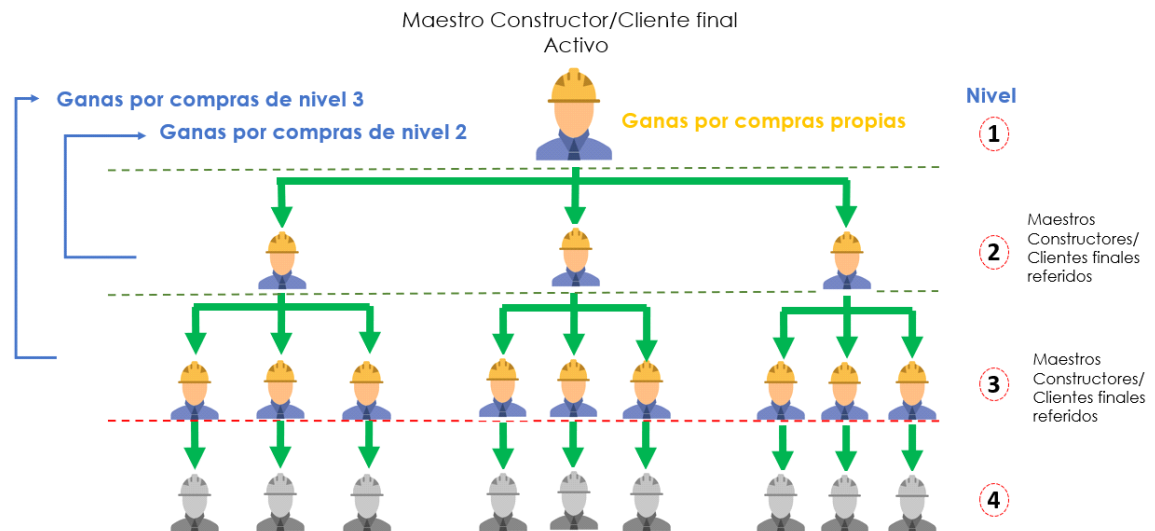 Maestro Constructor/Cliente final
Activo
Ganas por compras de nivel 3
Nivel
Ganas por compras propias
Ganas por compras de nivel 2
1
Maestros
Constructores/
Clientes finales
referidos
2
Maestros
Constructores/
Clientes finales
referidos
3
4